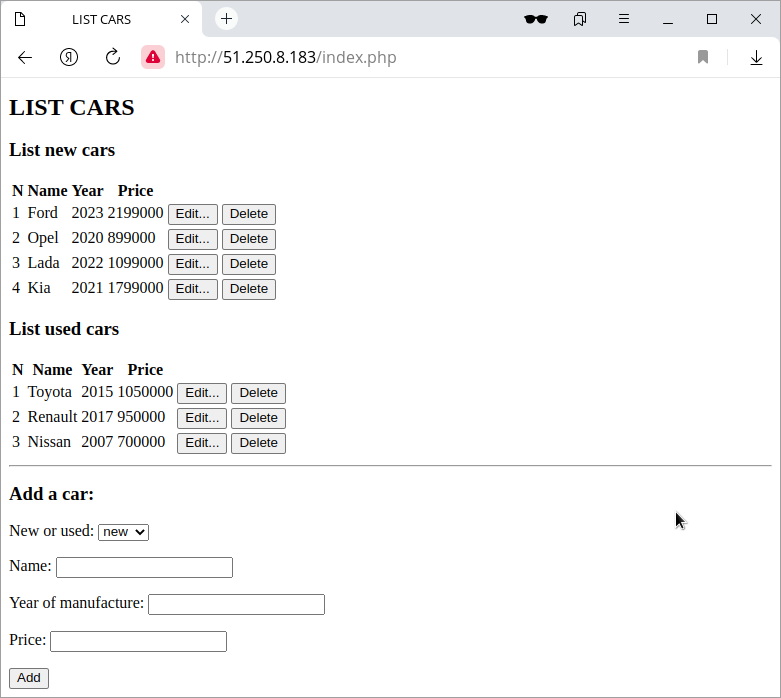 LIST CARS
http://51.250.8.183/index.php
LIST CARS
List new cars
N Name Year Price
1 Ford 2023 2199000 Edit... Delete
2 Opel 2020 899000 Edit... Delete
3 Lada 2022 1099000 Edit... Delete
4 Kia 2021 1799000 Edit... Delete
List used cars
N Name Year Price
1 Toyota 2015 1050000 Edit... Delete
2 Renault 2017 950000 Edit... Delete
3 Nissan 2007 700000 Edit... Delete
Add a car:
New or used: new
Name:
Year of manufacture:
Price:
Add